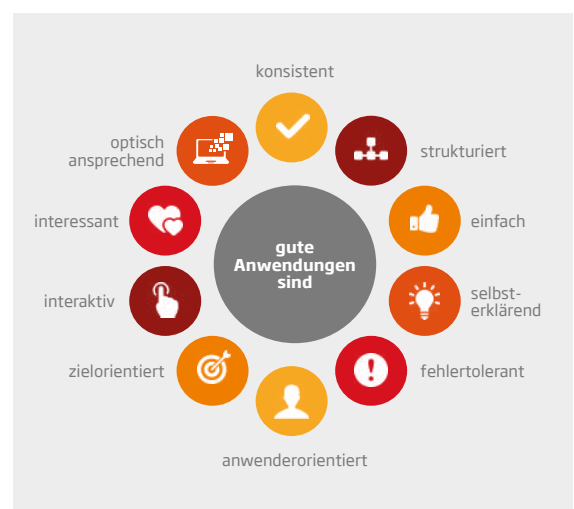 konsistent
strukturiert
einfach
selbst-
erklärend
fehlertolerant
anwenderorientiert
zielorientiert
interaktiv
interessant
optisch
ansprechend
gute
Anwendungen
sind